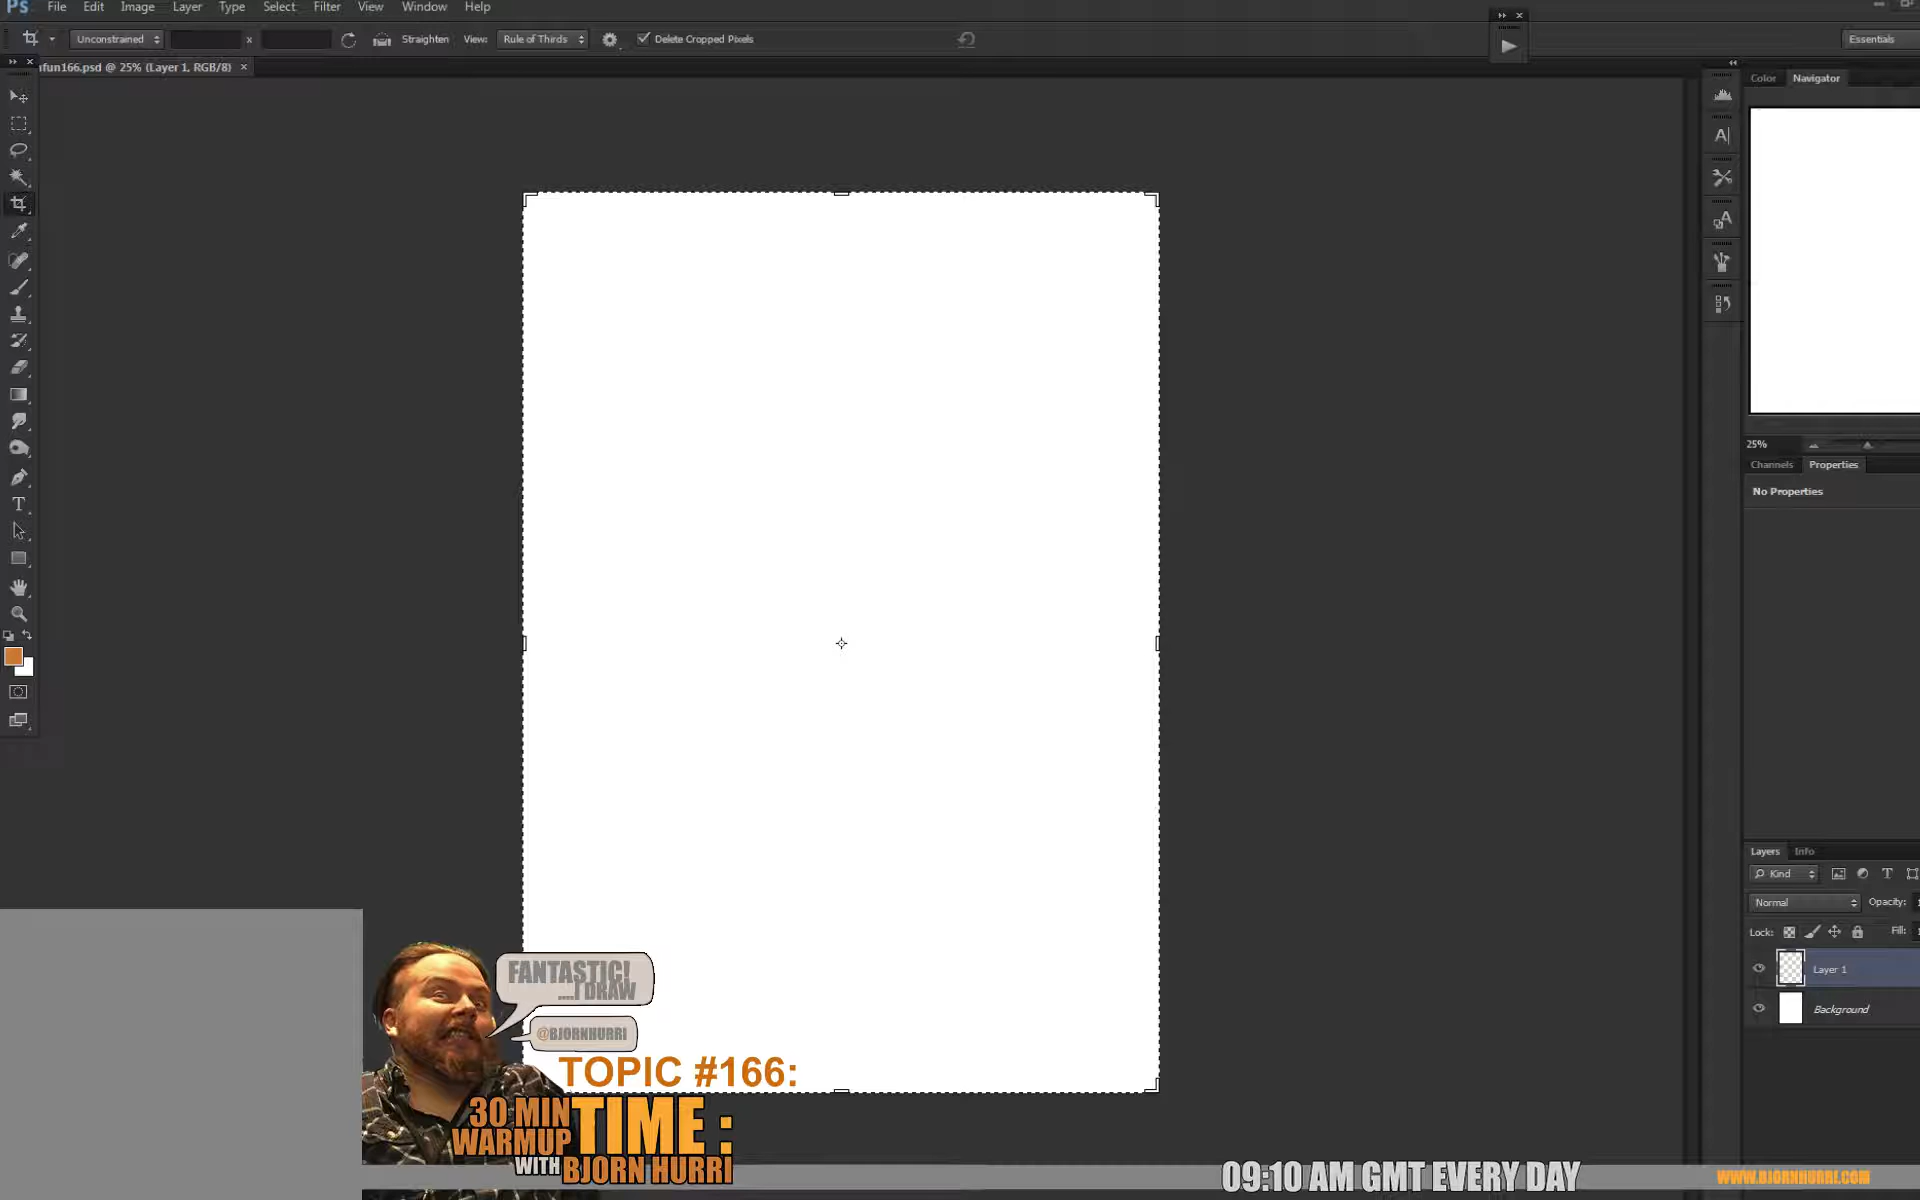 Ps File Edit Image Layer Type Select Filter View Window Help
Unconstrained x Straighten View: Rule of Thirds Delete Cropped Pixels Essentials
fun166.psd @ 25% (Layer 1, RGB/8) ×
Color Navigator
25%
Channels Properties
No Properties
Layers Info
Kind
Normal Opacity:
Lock: Fill:
Layer 1
Background
FANTASTIC!
....I DRAW
@BJORNHURRI
TOPIC #166:
30 MIN
WARMUP
TIME :
WITH BJORN HURRI
09:10 AM GMT EVERY DAY
WWW.BJORNHURRI.COM